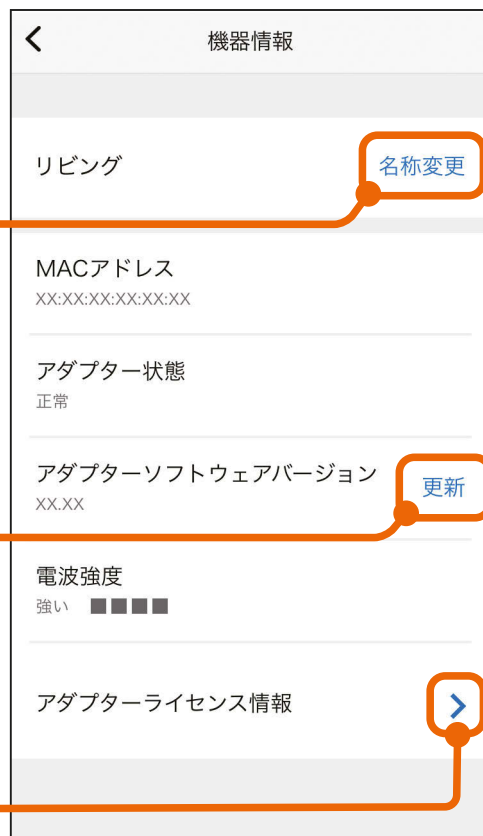 機器情報
リビング 名称変更
MACアドレス
XX:XX:XX:XX:XX:XX
アダプター状態
正常
アダプターソフトウェアバージョン 更新
XX.XX
電波強度
強い
アダプターライセンス情報